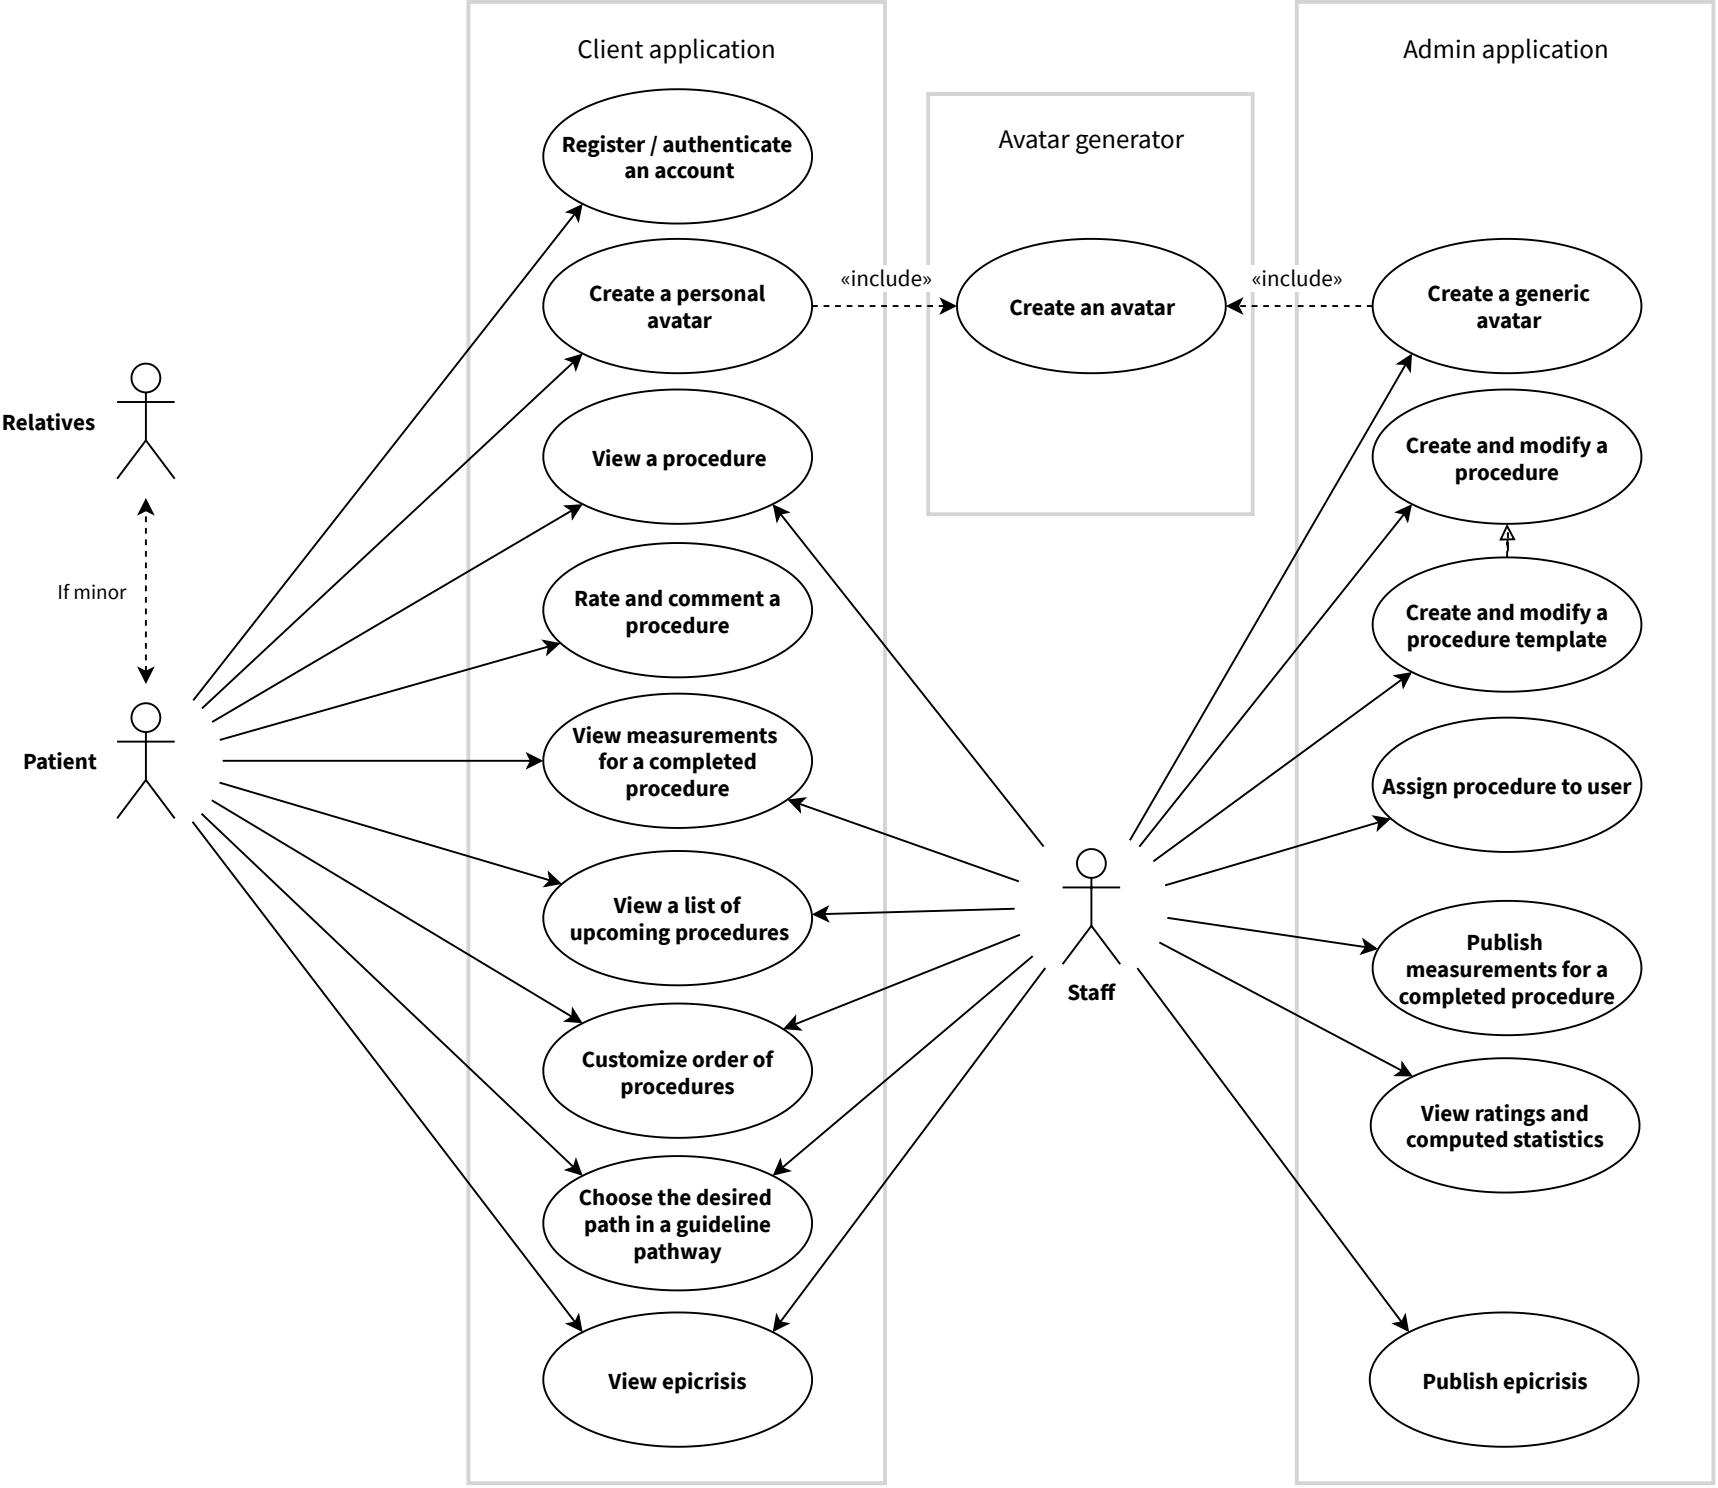 Client application
Register / authenticate
an account
Create a personal
avatar
View a procedure
Rate and comment a
procedure
View measurements
for a completed
procedure
View a list of
upcoming procedures
Customize order of
procedures
Choose the desired
path in a guideline
pathway
View epicrisis
Relatives
If minor
Patient
«include»
Avatar generator
Create an avatar
«include»
Staff
Admin application
Create a generic
avatar
Create and modify a
procedure
Create and modify a
procedure template
Assign procedure to user
Publish
measurements for a
completed procedure
View ratings and
computed statistics
Publish epicrisis